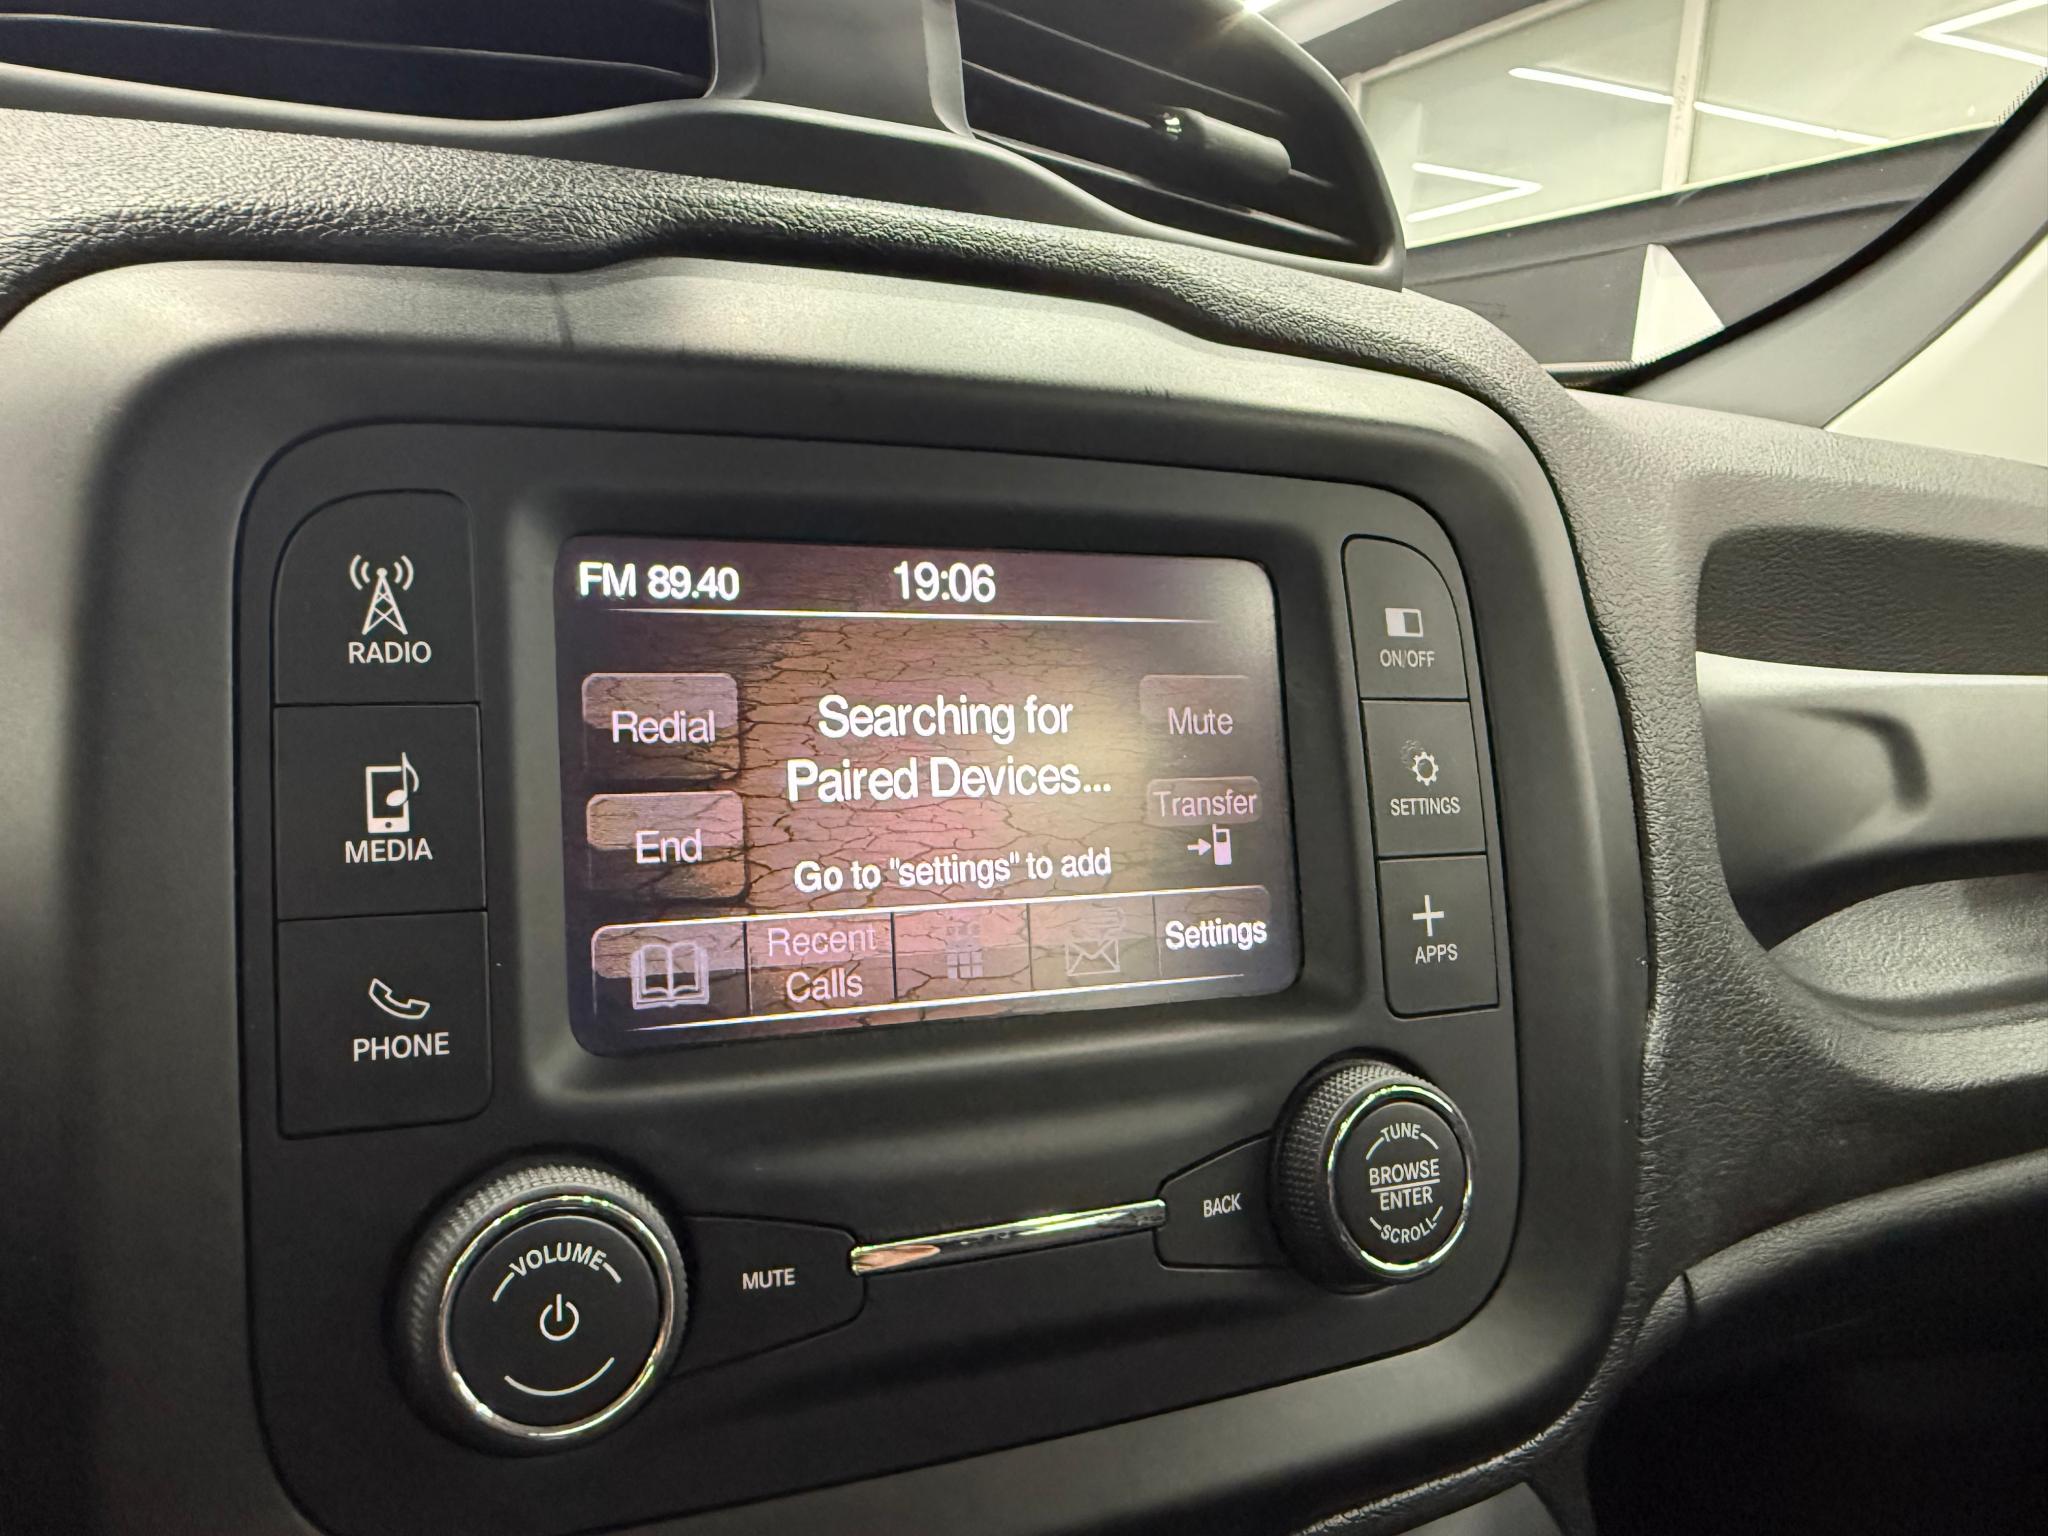 FM 89.40
19:06
RADIO
MEDIA
PHONE
Redial
End
Searching for
Paired Devices...
Go to "settings" to add
Mute
Transfer
Recent
Calls
Settings
ON/OFF
SETTINGS
APPS
VOLUME
MUTE
BACK
TUNE
BROWSE
ENTER
SCROLL